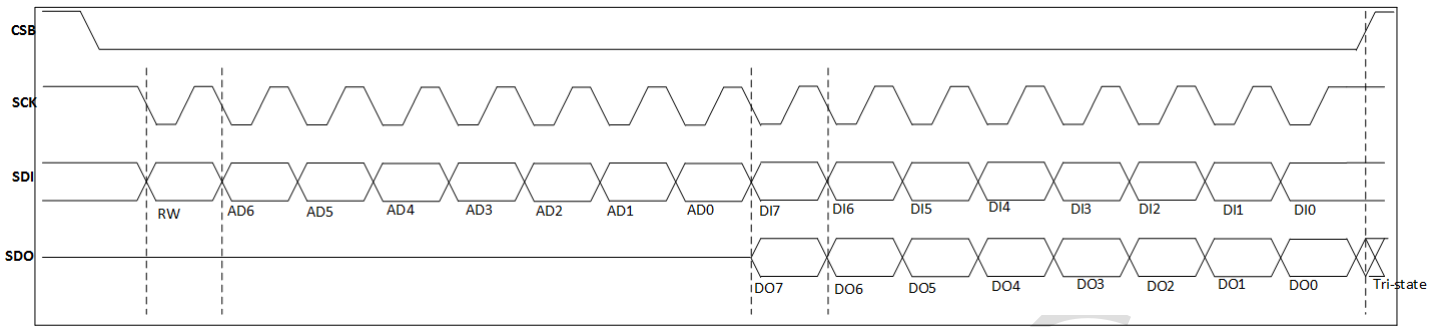 CSB
SCK
SDI
RW AD6 AD5 AD4 AD3 AD2 AD1 AD0 DI7 DI6 DI5 DI4 DI3 DI2 DI1 DI0
SDO
DO7 DO6 DO5 DO4 DO3 DO2 DO1 DO0 Tri-state